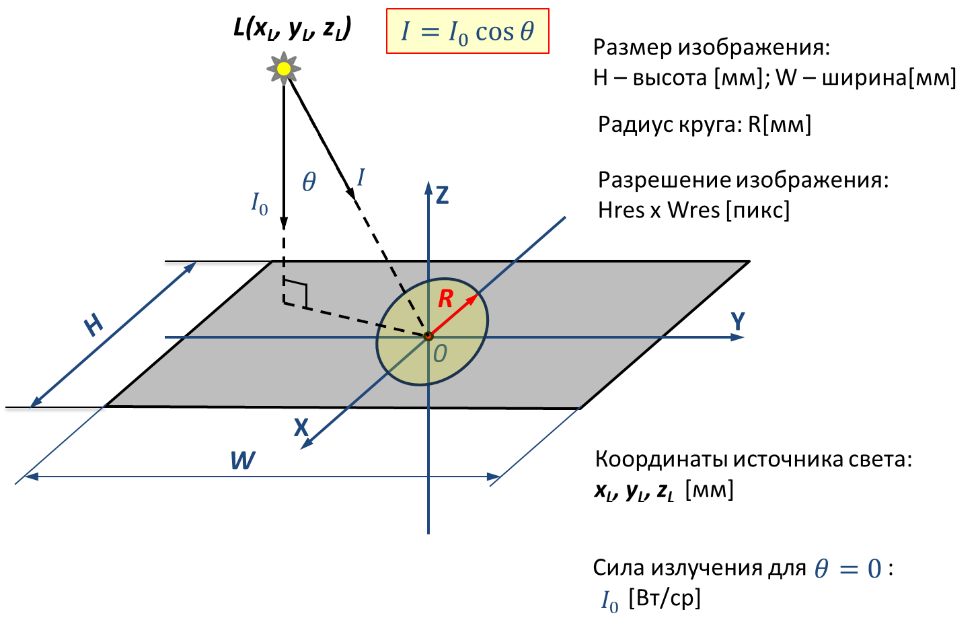 L(xL, yL, zL)
I = I₀ cos θ
Размер изображения:
H – высота [мм]; W – ширина[мм]
Радиус круга: R[мм]
Разрешение изображения:
Hres x Wres [пикс]
I₀
θ
I
Z
R
H
O
Y
X
W
Координаты источника света:
xL, yL, zL [мм]
Сила излучения для θ = 0 :
I₀ [Вт/ср]